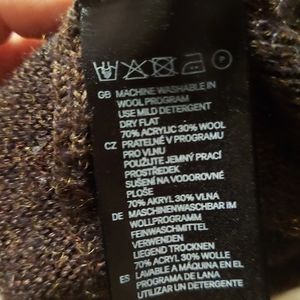 GB MACHINE WASHABLE IN
WOOL PROGRAM
USE MILD DETERGENT
DRY FLAT
70% ACRYLIC 30% WOOL
CZ PRATELNÉ V PROGRAMU
PRO VLNU
POUŽIJTE JEMNÝ PRACÍ
PROSTŘEDEK
SUŠENÍ NA VODOROVNÉ
PLOŠE
70% AKRYL 30% VLNA
DE MASCHINENWASCHBAR IM
WOLLPROGRAMM
FEINWASCHMITTEL
VERWENDEN
LIEGEND TROCKNEN
70% ACRYL 30% WOLLE
ES LAVABLE A MÁQUINA EN EL
PROGRAMA DE LANA
UTILIZAR UN DETERGENTE